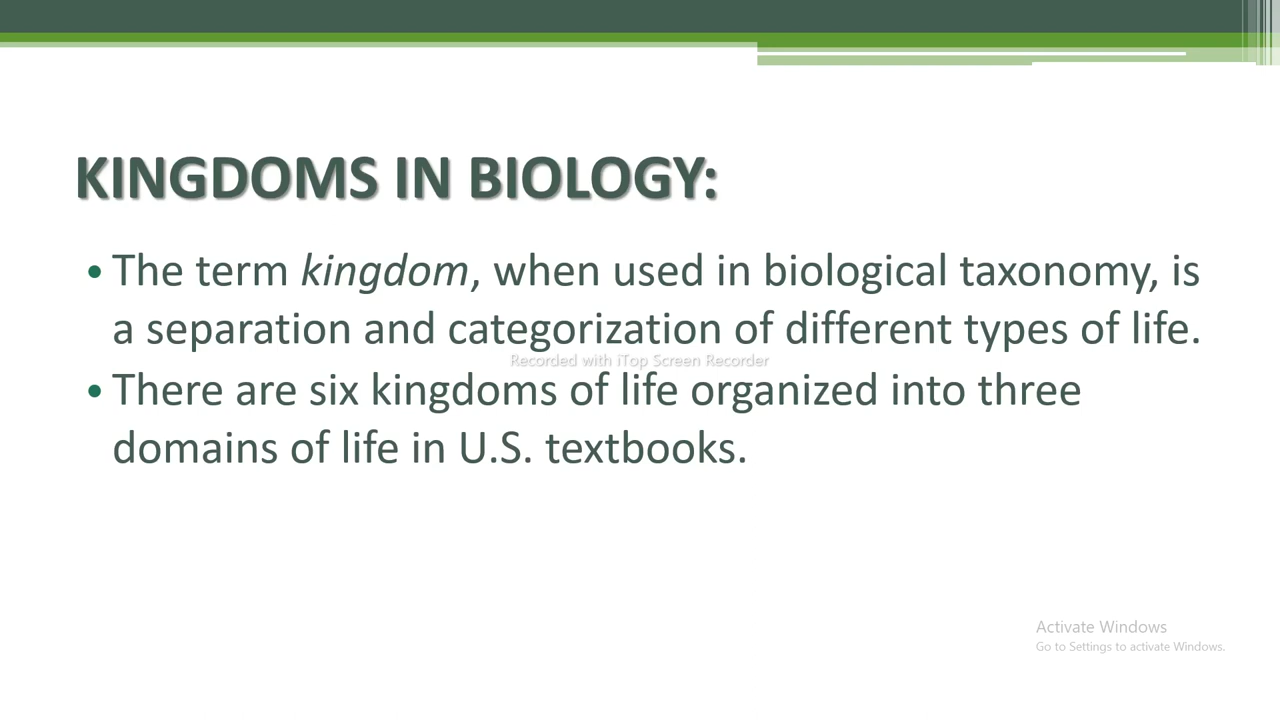 KINGDOMS IN BIOLOGY:
• The term kingdom, when used in biological taxonomy, is
a separation and categorization of different types of life.
Recorded with iTop Screen Recorder
• There are six kingdoms of life organized into three
domains of life in U.S. textbooks.
Activate Windows
Go to Settings to activate Windows.